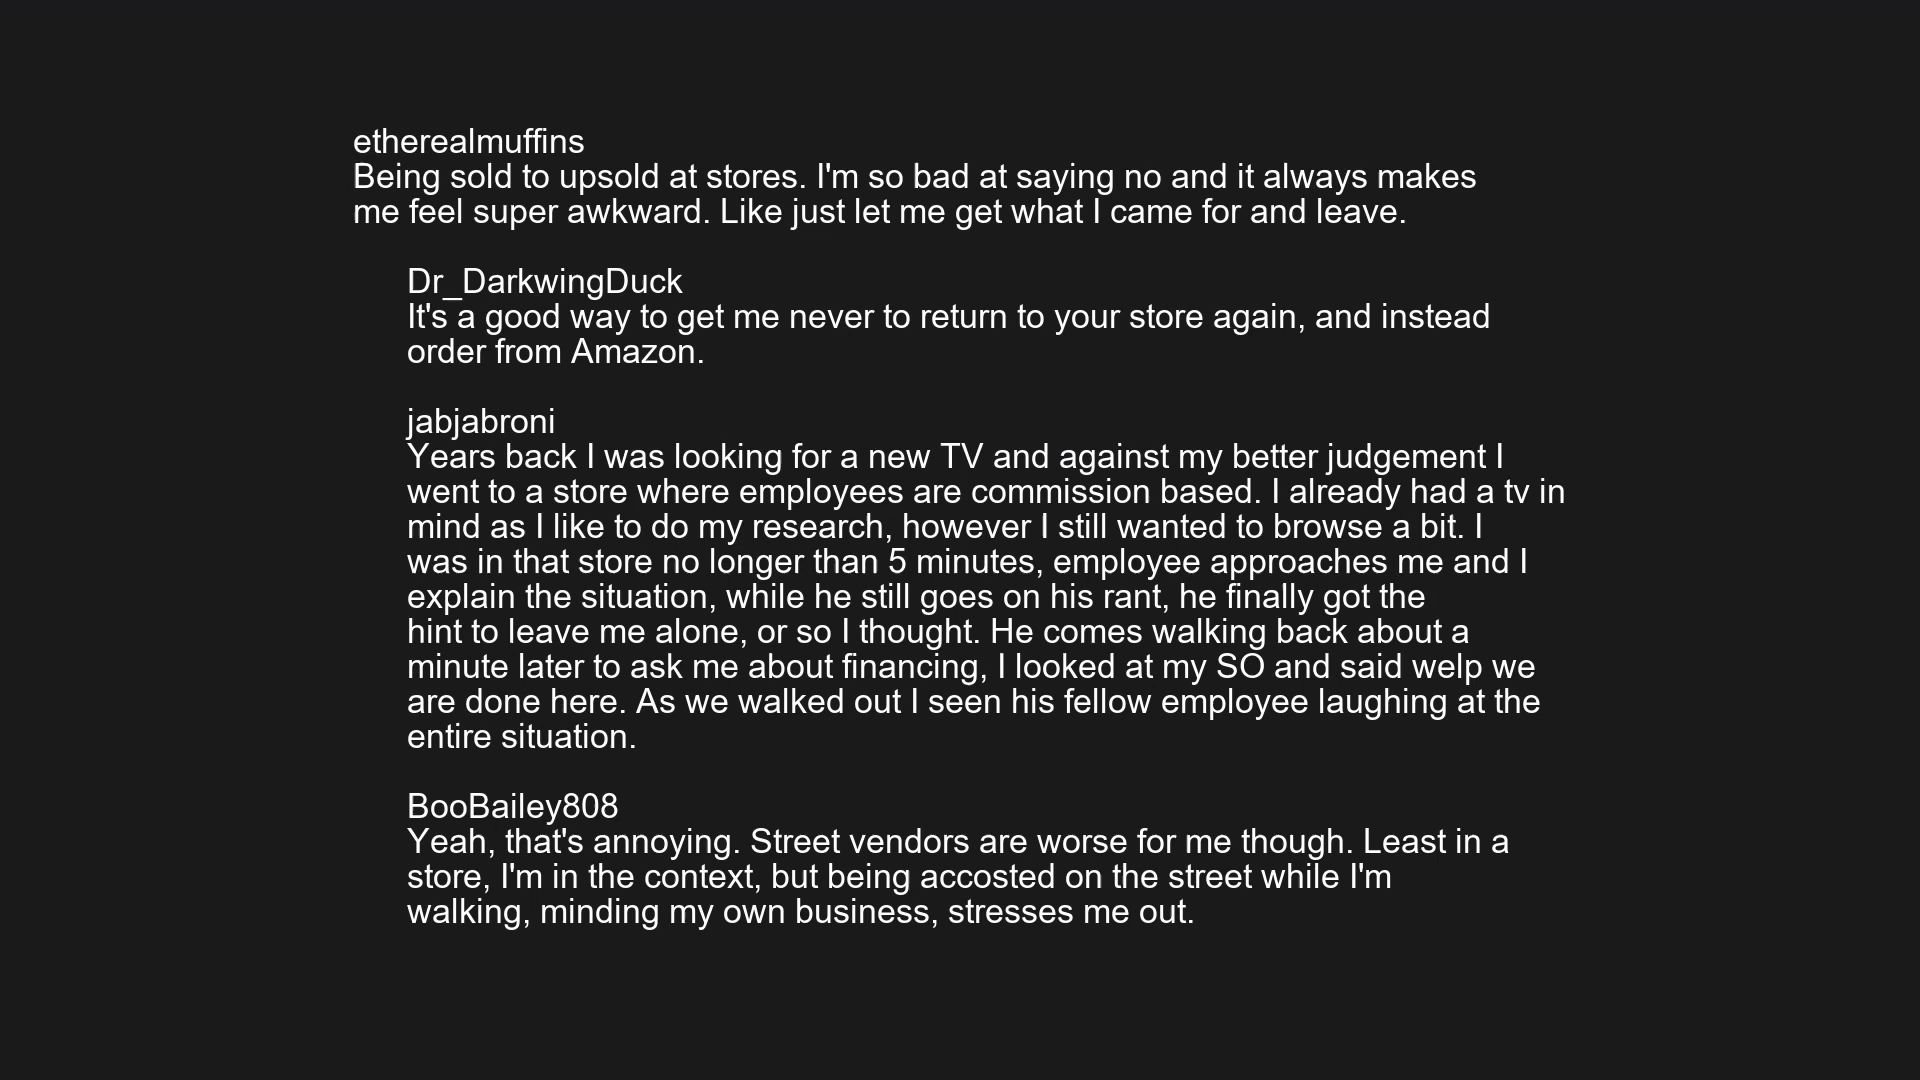 etherealmuffins
Being sold to upsold at stores. I'm so bad at saying no and it always makes
me feel super awkward. Like just let me get what I came for and leave.
Dr_DarkwingDuck
It's a good way to get me never to return to your store again, and instead
order from Amazon.
jabjabroni
Years back I was looking for a new TV and against my better judgement I
went to a store where employees are commission based. I already had a tv in
mind as I like to do my research, however I still wanted to browse a bit. I
was in that store no longer than 5 minutes, employee approaches me and I
explain the situation, while he still goes on his rant, he finally got the
hint to leave me alone, or so I thought. He comes walking back about a
minute later to ask me about financing, I looked at my SO and said welp we
are done here. As we walked out I seen his fellow employee laughing at the
entire situation.
BooBailey808
Yeah, that's annoying. Street vendors are worse for me though. Least in a
store, I'm in the context, but being accosted on the street while I'm
walking, minding my own business, stresses me out.